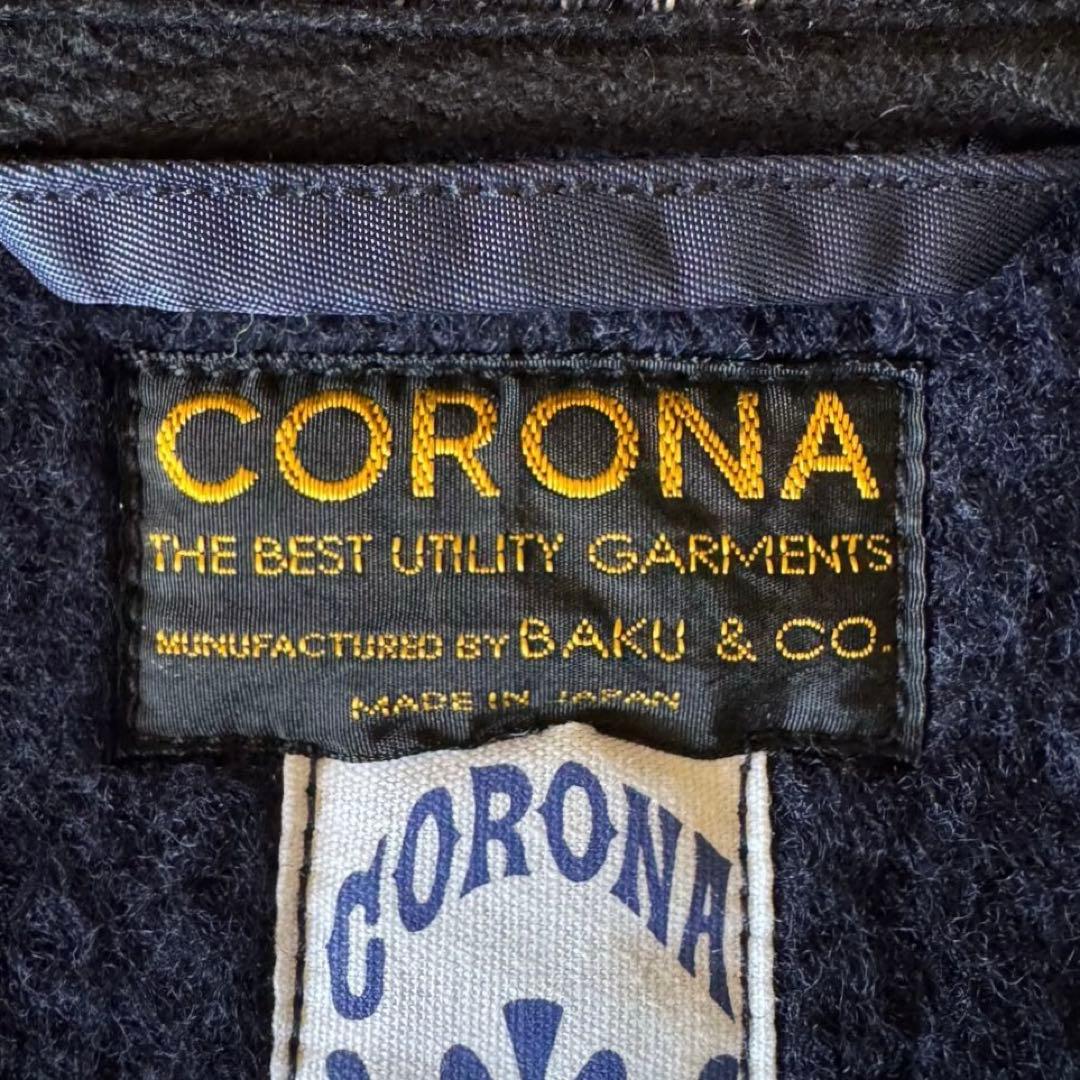 CORONA
THE BEST UTILITY GARMENTS
MUNUFACTURED BY BAKU & CO.
MADE IN JAPAN
CORONA